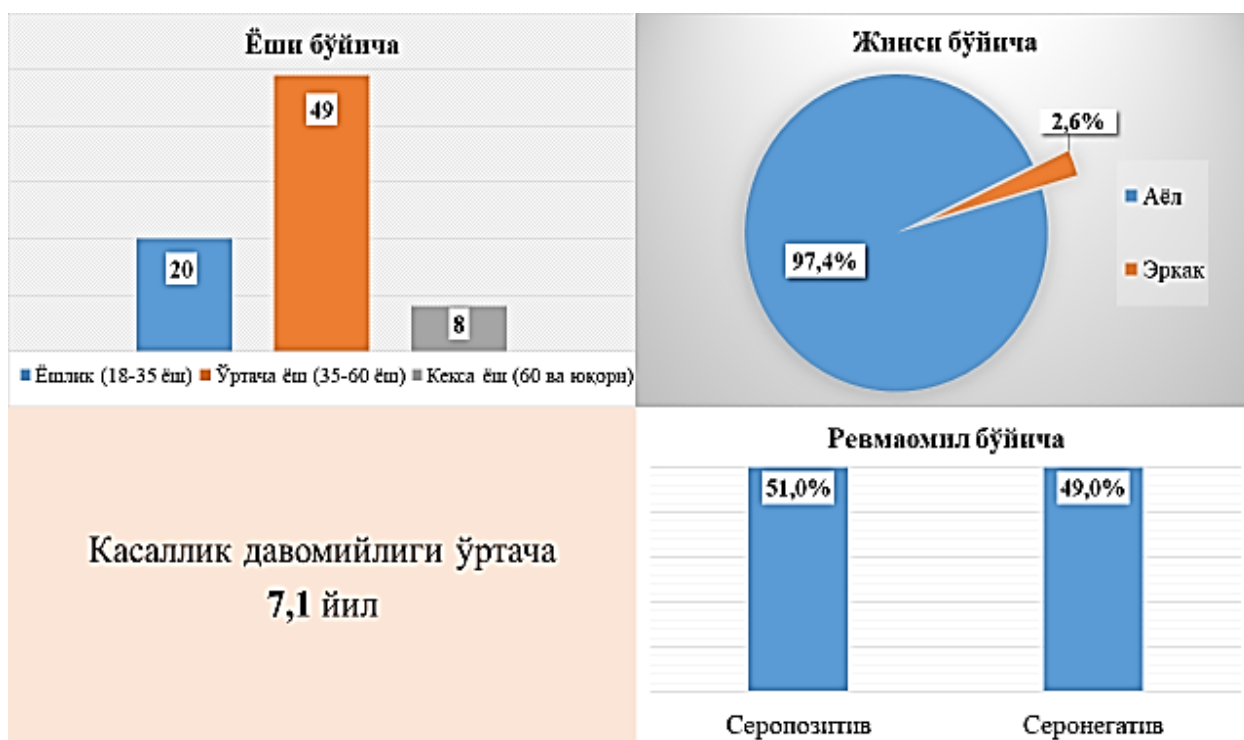 Ёши бўйича
49
20
8
Ёшлик (18-35 ёш) Ўртача ёш (35-60 ёш) Кекса ёш (60 ва юқори)
Жинси бўйича
2,6%
97,4%
Аёл
Эркак
Касаллик давомийлиги ўртача
7,1 йил
Ревмаомил бўйича
51,0% 49,0%
Серопозитив Серонегатив